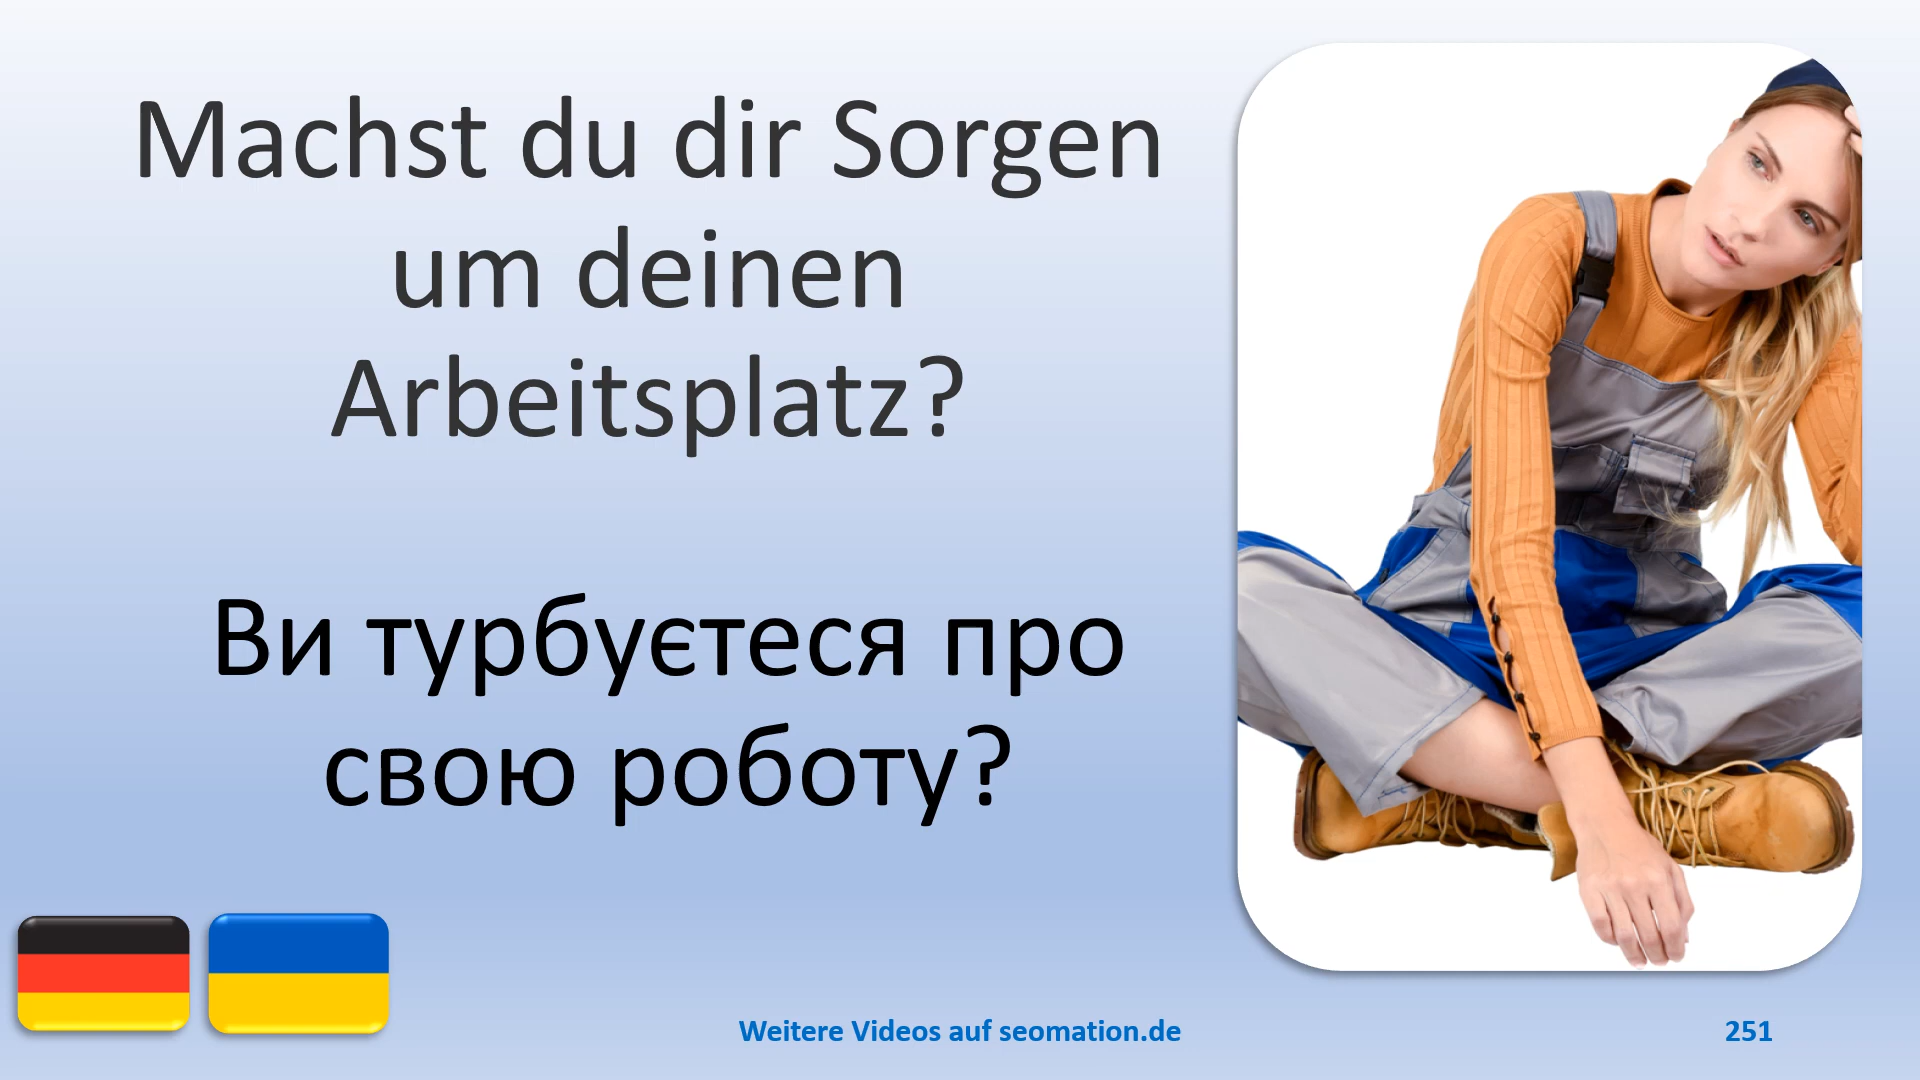 Machst du dir Sorgen
um deinen
Arbeitsplatz?
Ви турбуєтеся про
свою роботу?
Weitere Videos auf seomation.de
251